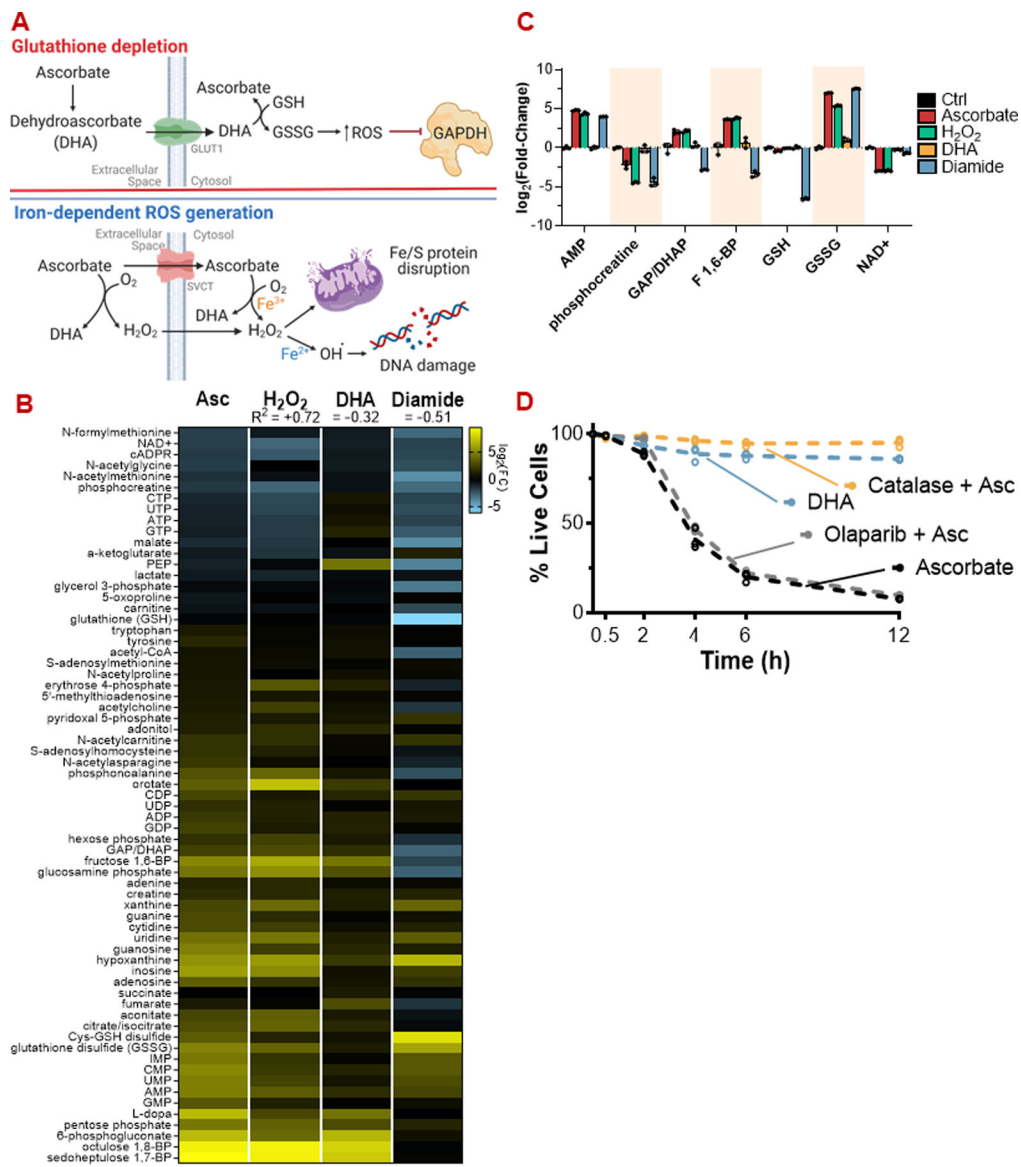 A
Glutathione depletion
Ascorbate
Dehydroascorbate
(DHA)
Extracellular
Space
Cytosol
GLUT1
DHA
Ascorbate
GSH
GSSG
↑ROS
GAPDH
Iron-dependent ROS generation
Extracellular
Space
Cytosol
Ascorbate
O₂
DHA
H₂O₂
SVCT
Ascorbate
O₂
Fe³⁺
DHA
H₂O₂
Fe²⁺
OH˙
Fe/S protein
disruption
DNA damage
B
Asc H₂O₂ DHA Diamide
R² = +0.72 = -0.32 = -0.51
N-formylmethionine
NAD+
cADPR
N-acetylglycine
N-acetylmethionine
phosphocreatine
CTP
UTP
ATP
GTP
malate
a-ketoglutarate
PEP
lactate
glycerol 3-phosphate
5-oxoproline
carnitine
glutathione (GSH)
tryptophan
tyrosine
acetyl-CoA
S-adenosylmethionine
N-acetylproline
erythrose 4-phosphate
5'-methylthioadenosine
acetylcholine
pyridoxal 5-phosphate
adonitol
N-acetylcarnitine
S-adenosylhomocysteine
N-acetylasparagine
phosphonoalanine
orotate
CDP
UDP
ADP
GDP
hexose phosphate
GAP/DHAP
fructose 1,6-BP
glucosamine phosphate
adenine
creatine
xanthine
guanine
cytidine
uridine
guanosine
hypoxanthine
inosine
adenosine
succinate
fumarate
aconitate
citrate/isocitrate
Cys-GSH disulfide
glutathione disulfide (GSSG)
IMP
CMP
UMP
AMP
GMP
L-dopa
pentose phosphate
6-phosphogluconate
octulose 1,8-BP
sedoheptulose 1,7-BP
5
0
-5
log2(FC)
C
log₂(Fold-Change)
10
5
0
-5
-10
AMP
phosphocreatine
GAP/DHAP
F 1,6-BP
GSH
GSSG
NAD+
Ctrl
Ascorbate
H₂O₂
DHA
Diamide
D
% Live Cells
100
50
0
0.5 2 4 6 12
Time (h)
Catalase + Asc
DHA
Olaparib + Asc
Ascorbate